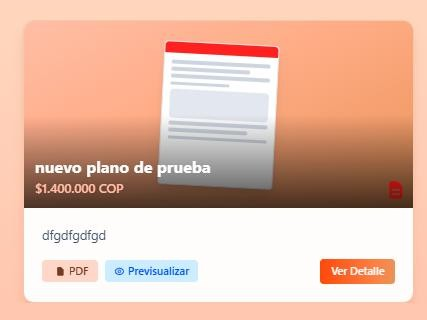 nuevo plano de prueba
$1.400.000 COP
dfgdfgdfgd
PDF
Previsualizar
Ver Detalle